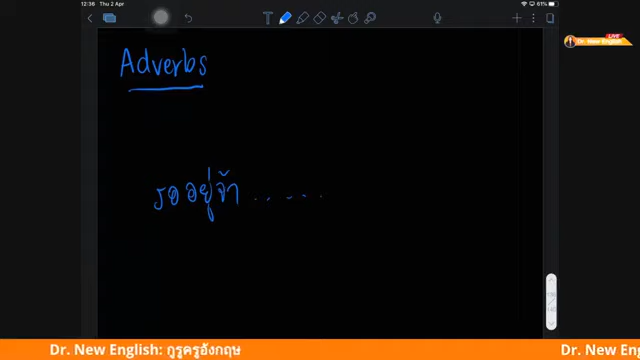 12:36 Thu 2 Apr
61%
LIVE
Dr. New English
Adverbs
รออยู่จ้า ......
Dr. New English: กูรูครูอังกฤษ
Dr. New En